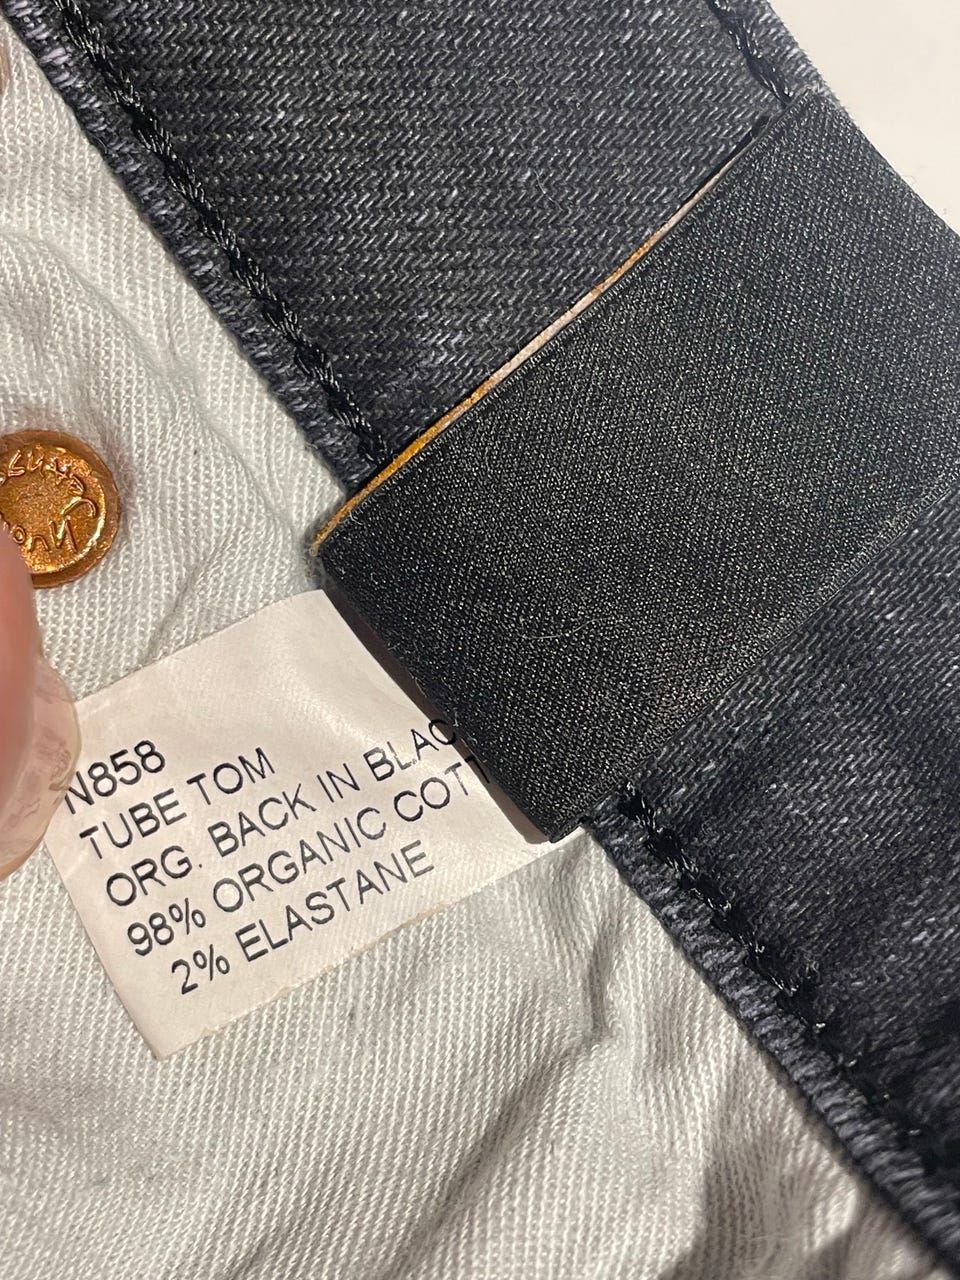 N858
TUBE TOM
ORG. BACK IN BLAC
98% ORGANIC COTT
2% ELASTANE